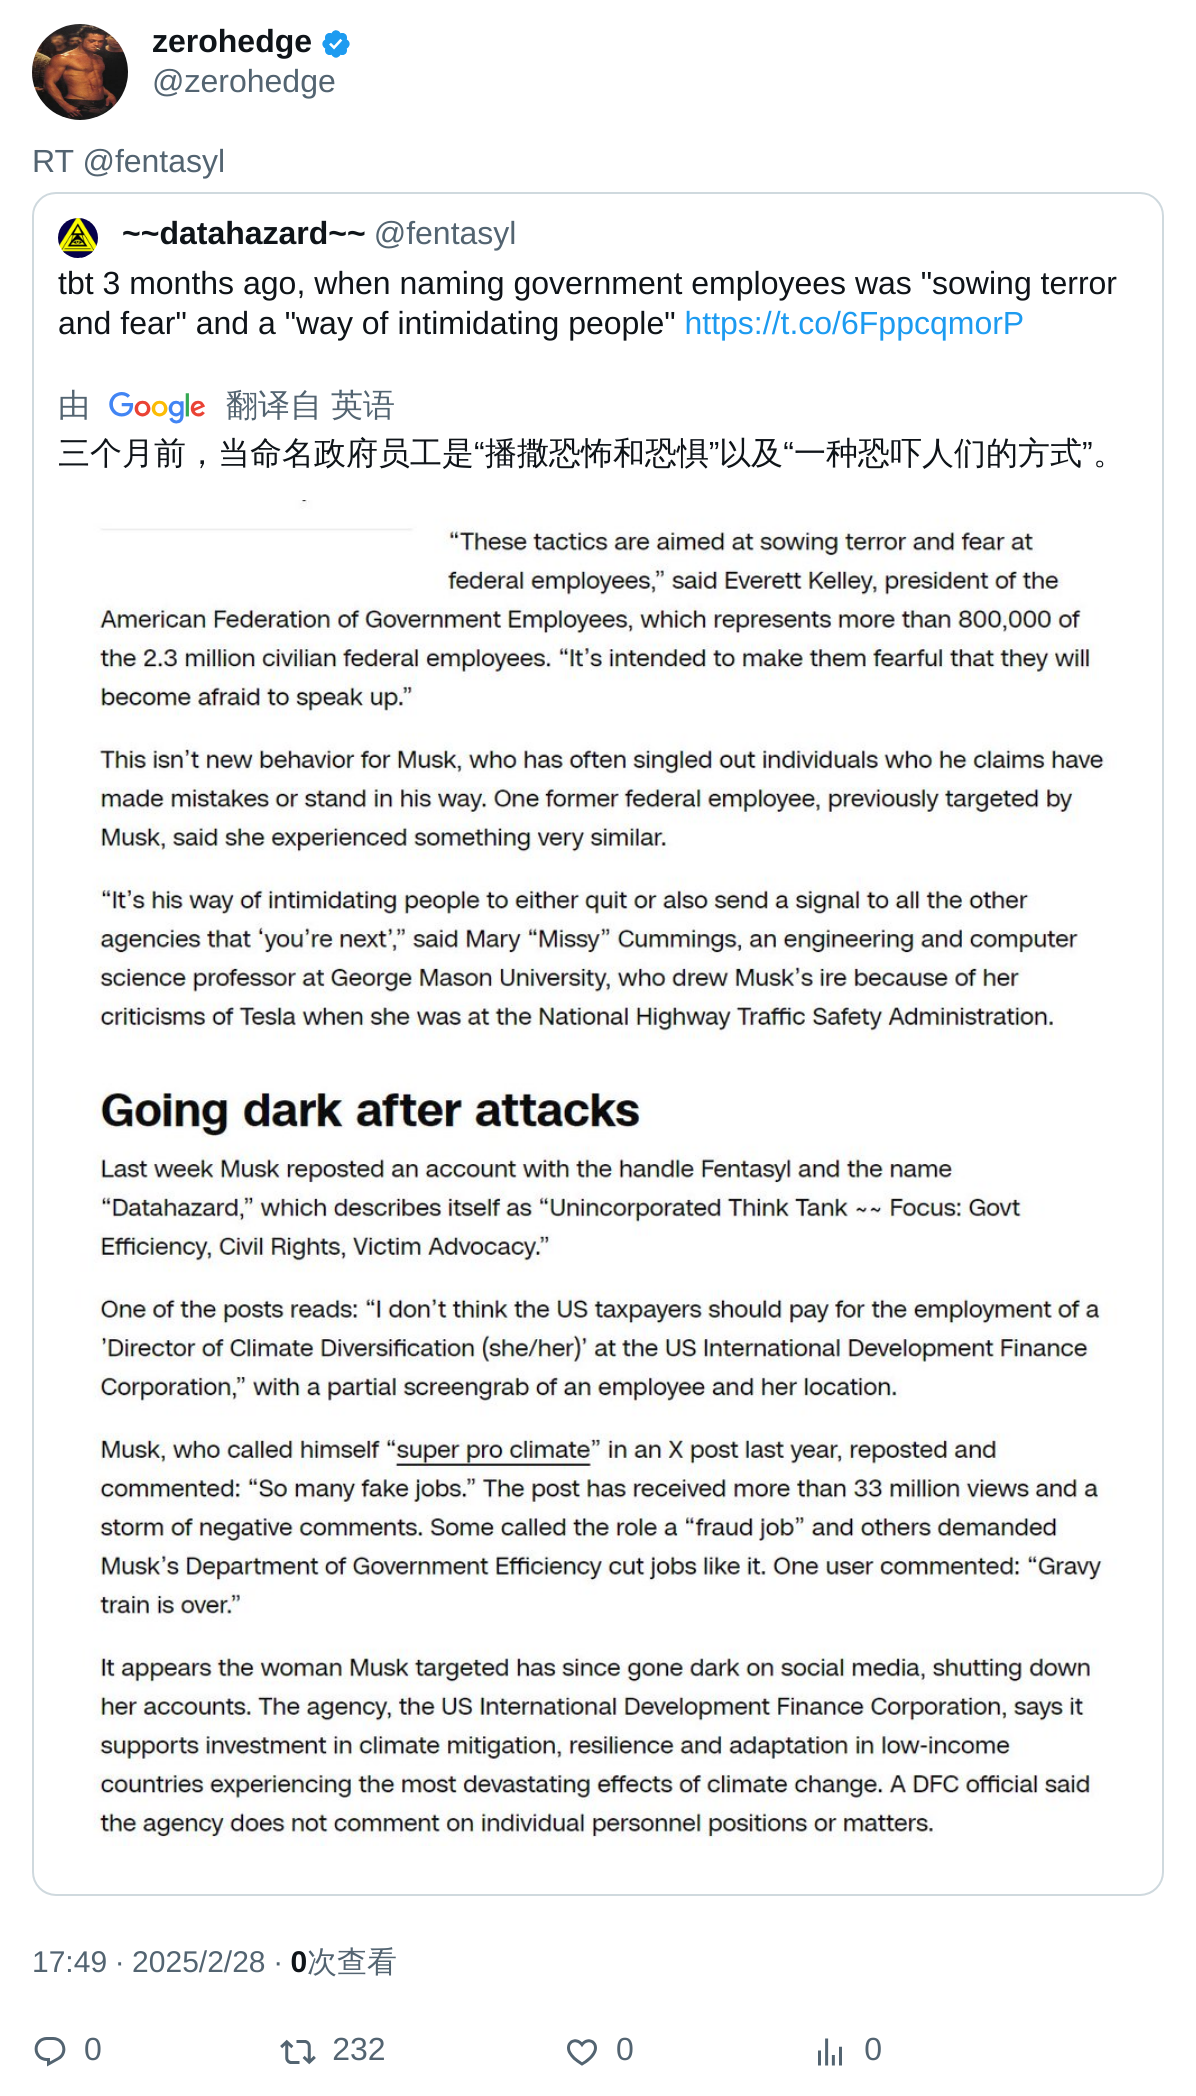 zerohedge
@zerohedge
RT @fentasyl
~~datahazard~~ @fentasyl
tbt 3 months ago, when naming government employees was "sowing terror
and fear" and a "way of intimidating people" https://t.co/6FppcqmorP
由 Google 翻译自 英语
三个月前，当命名政府员工是“播撒恐怖和恐惧”以及“一种恐吓人们的方式”。
“These tactics are aimed at sowing terror and fear at
federal employees,” said Everett Kelley, president of the
American Federation of Government Employees, which represents more than 800,000 of
the 2.3 million civilian federal employees. “It’s intended to make them fearful that they will
become afraid to speak up.”
This isn’t new behavior for Musk, who has often singled out individuals who he claims have
made mistakes or stand in his way. One former federal employee, previously targeted by
Musk, said she experienced something very similar.
“It’s his way of intimidating people to either quit or also send a signal to all the other
agencies that ‘you’re next’,” said Mary “Missy” Cummings, an engineering and computer
science professor at George Mason University, who drew Musk’s ire because of her
criticisms of Tesla when she was at the National Highway Traffic Safety Administration.
Going dark after attacks
Last week Musk reposted an account with the handle Fentasyl and the name
“Datahazard,” which describes itself as “Unincorporated Think Tank ~~ Focus: Govt
Efficiency, Civil Rights, Victim Advocacy.”
One of the posts reads: “I don’t think the US taxpayers should pay for the employment of a
’Director of Climate Diversification (she/her)’ at the US International Development Finance
Corporation,” with a partial screengrab of an employee and her location.
Musk, who called himself “super pro climate” in an X post last year, reposted and
commented: “So many fake jobs.” The post has received more than 33 million views and a
storm of negative comments. Some called the role a “fraud job” and others demanded
Musk’s Department of Government Efficiency cut jobs like it. One user commented: “Gravy
train is over.”
It appears the woman Musk targeted has since gone dark on social media, shutting down
her accounts. The agency, the US International Development Finance Corporation, says it
supports investment in climate mitigation, resilience and adaptation in low-income
countries experiencing the most devastating effects of climate change. A DFC official said
the agency does not comment on individual personnel positions or matters.
17:49 · 2025/2/28 · 0次查看
0 232 0 0